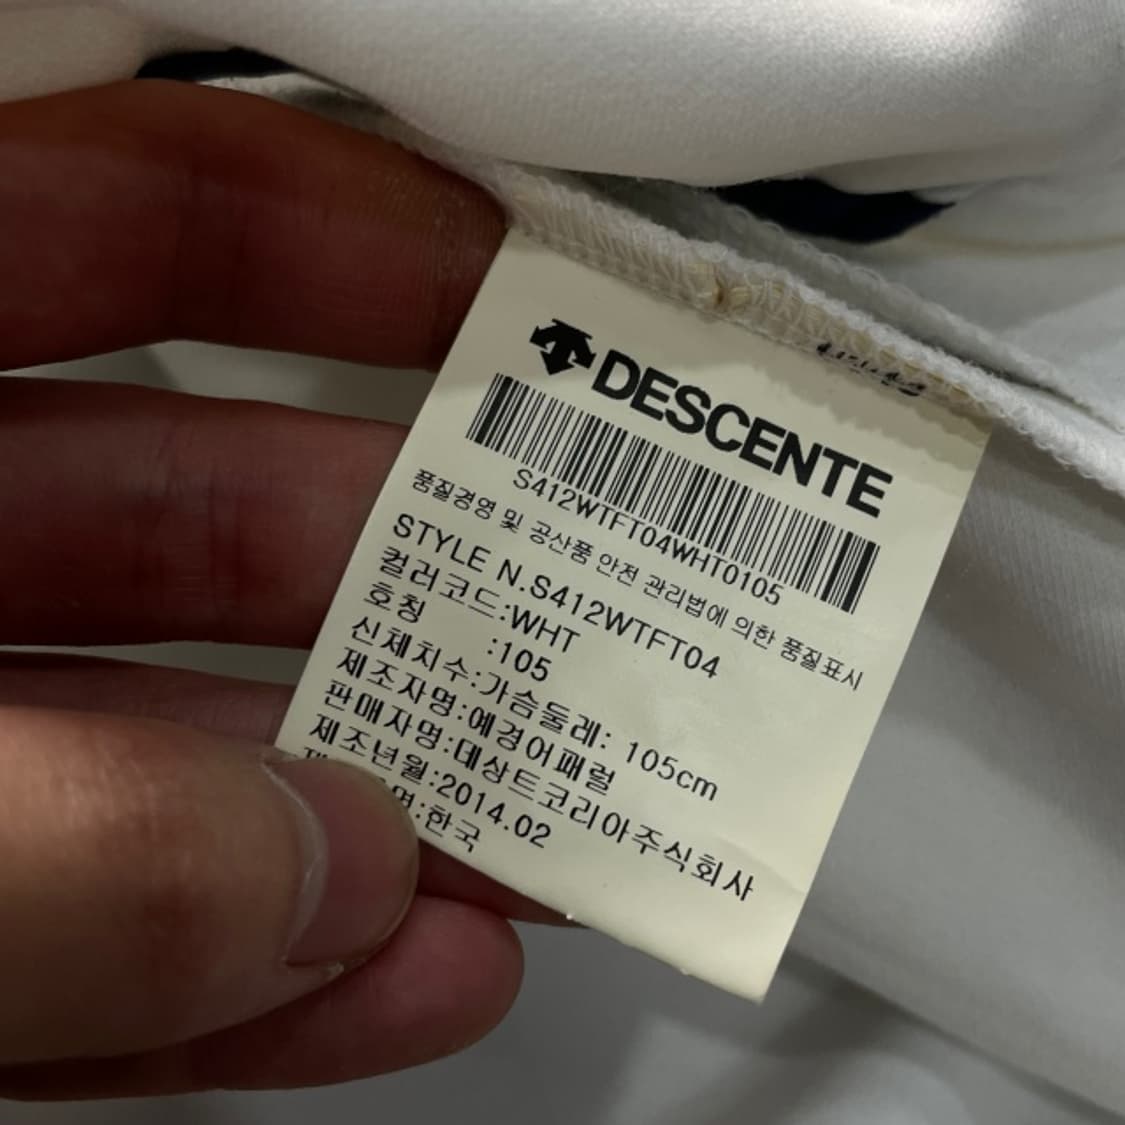 DESCENTE
S412WTFT04WHT0105
품질경영 및 공산품 안전 관리법에 의한 품질표시
STYLE N.S412WTFT04
컬러코드:WHT
호칭 :105
신체치수:가슴둘레: 105cm
제조자명:예경어패럴
판매자명:데상트코리아주식회사
제조년월:2014.02
명:한국